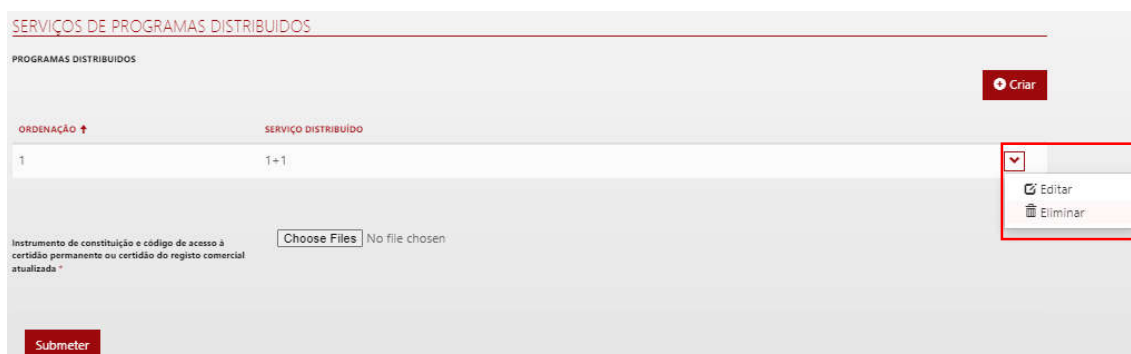 SERVIÇOS DE PROGRAMAS DISTRIBUIDOS
PROGRAMAS DISTRIBUIDOS
Criar
ORDENAÇÃO SERVIÇO DISTRIBUÍDO
1 1+1
Editar
Eliminar
Instrumento de constituição e código de acesso à
certidão permanente ou certidão do registo comercial
atualizada *
Choose Files No file chosen
Submeter